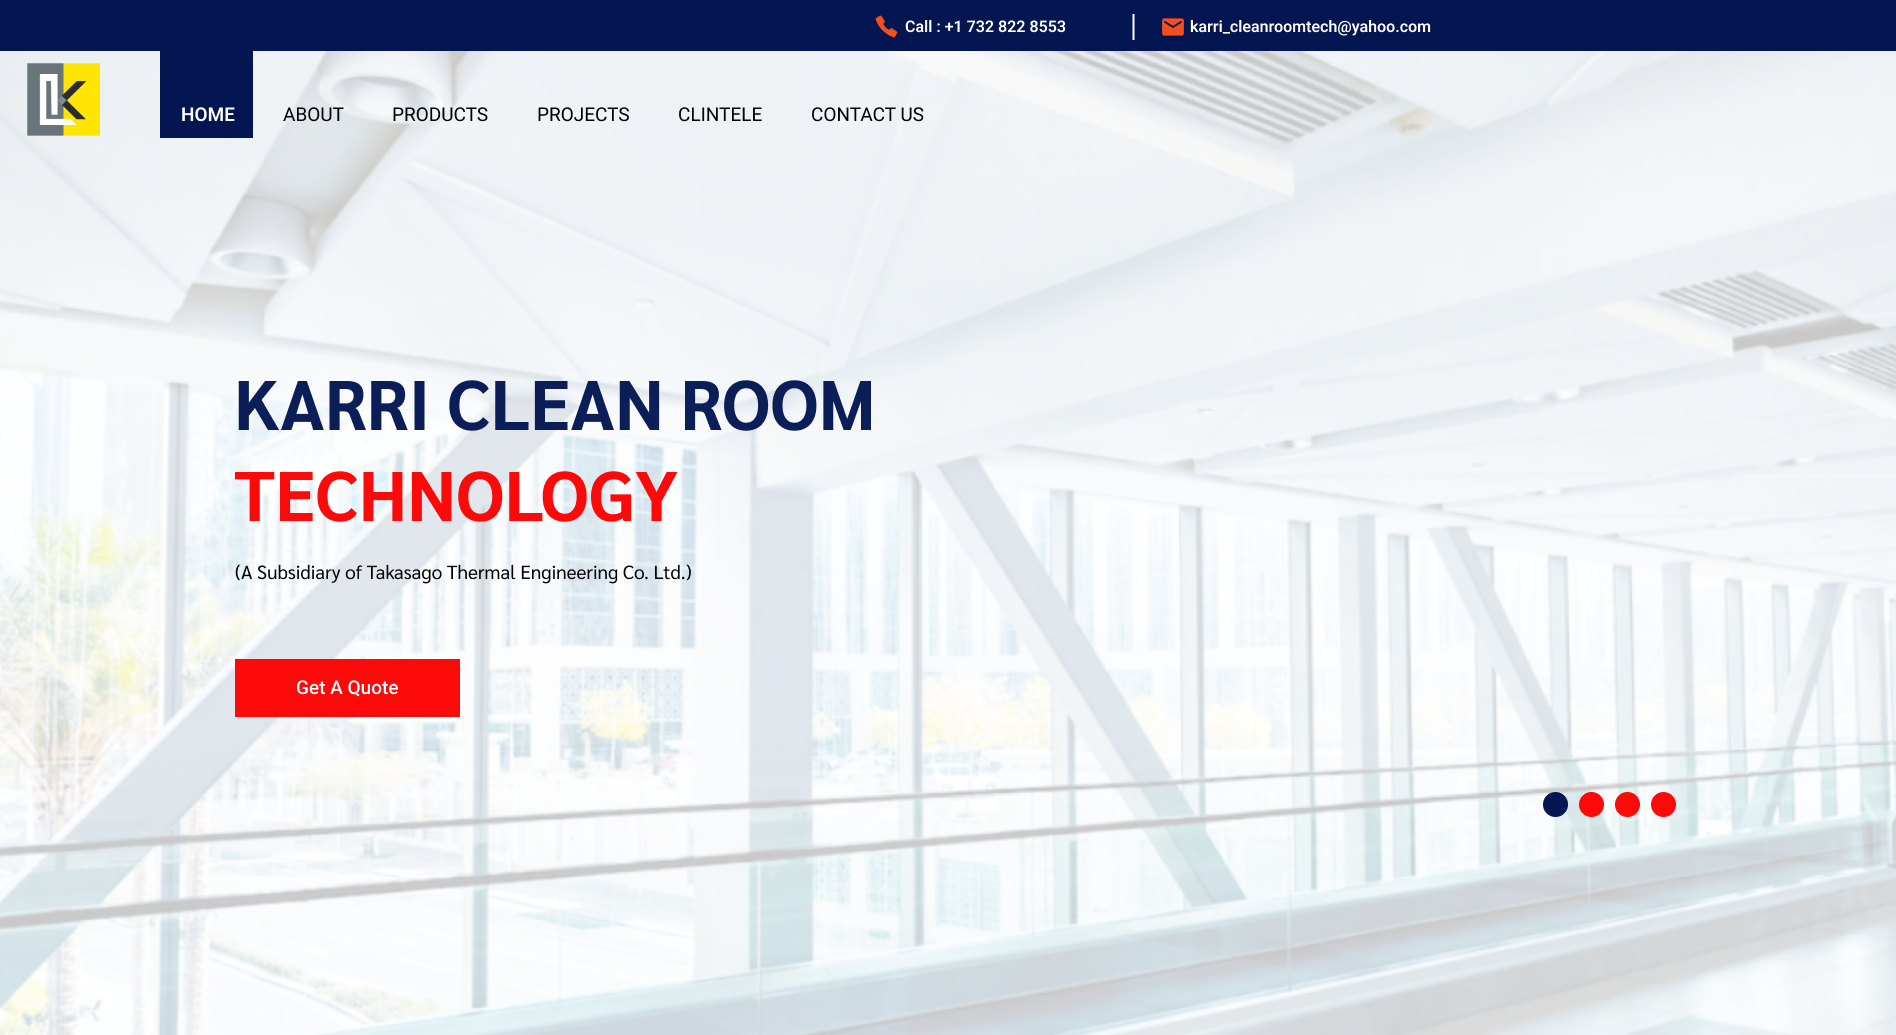 Call : +1 732 822 8553
karri_cleanroomtech@yahoo.com
K
HOME
ABOUT
PRODUCTS
PROJECTS
CLINTELE
CONTACT US
KARRI CLEAN ROOM
TECHNOLOGY
(A Subsidiary of Takasago Thermal Engineering Co. Ltd.)
Get A Quote